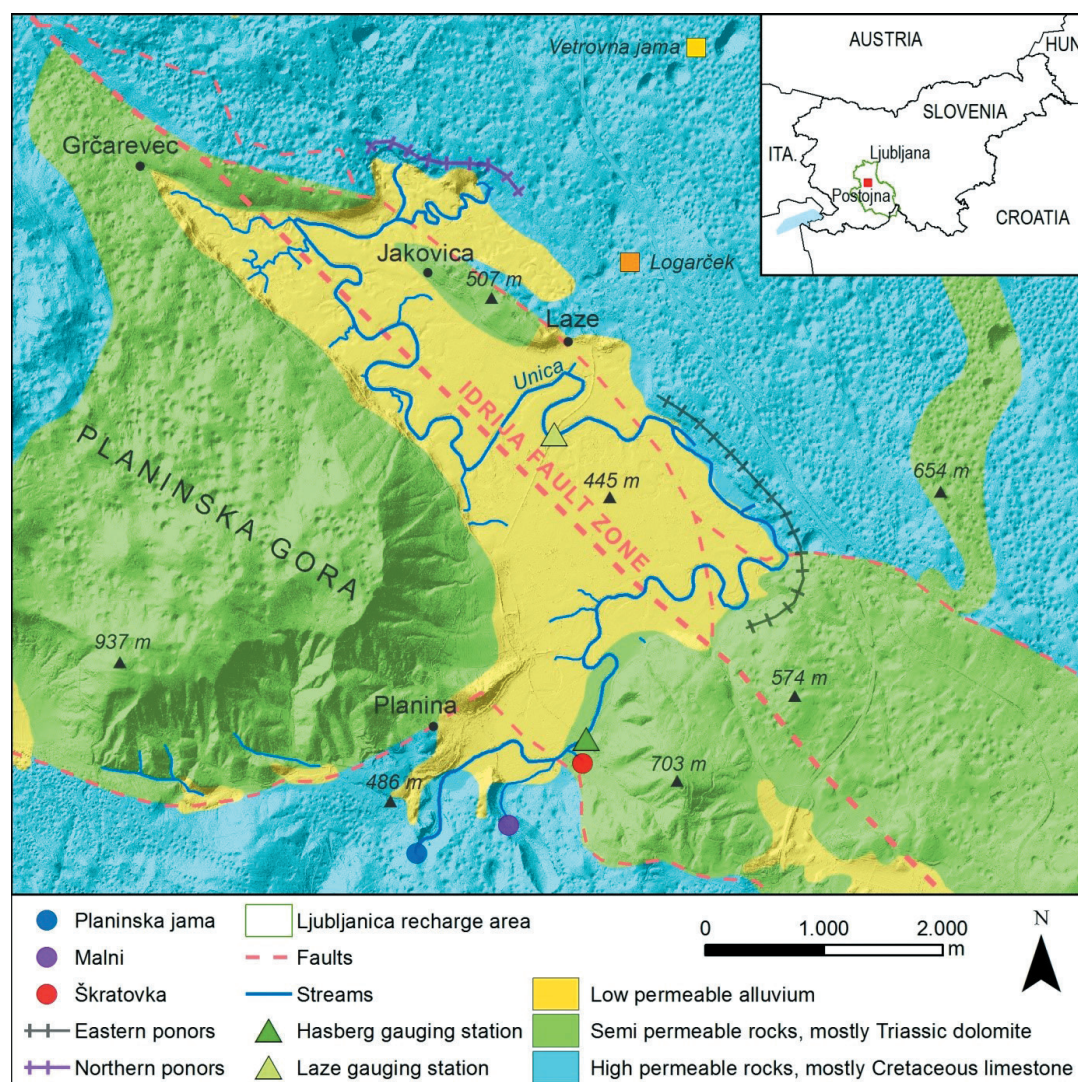 Vetrovna jama
AUSTRIA
HUN
SLOVENIA
Ljubljana
ITA.
Postojna
CROATIA
Grčarevec
Jakovica
507 m
Logarček
Laze
Unica
IDRIJA FAULT ZONE
445 m
654 m
PLANINSKA GORA
937 m
574 m
Planina
703 m
486 m
Planinska jama
Malni
Škratovka
Eastern ponors
Northern ponors
Ljubljanica recharge area
Faults
Streams
Hasberg gauging station
Laze gauging station
0 1.000 2.000
m
N
Low permeable alluvium
Semi permeable rocks, mostly Triassic dolomite
High permeable rocks, mostly Cretaceous limestone